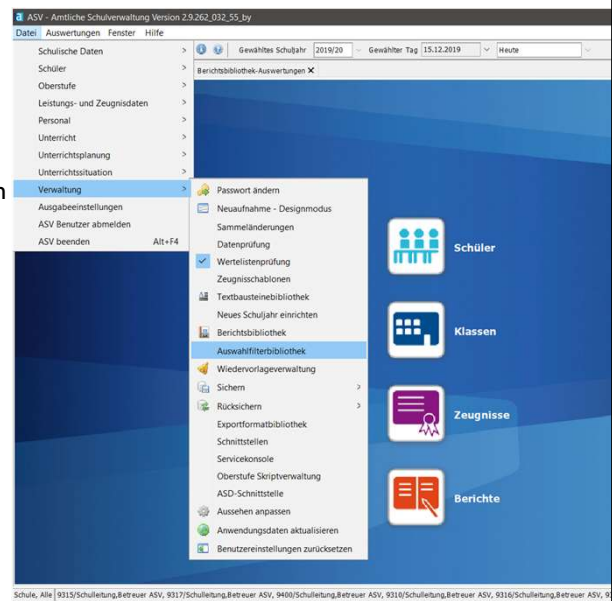 ASV - Amtliche Schulverwaltung Version 2.9.262_032_55_by
Datei Auswertungen Fenster Hilfe
Gewähltes Schuljahr 2019/20 Gewählter Tag 15.12.2019 Heute
Berichtsbibliothek-Auswertungen X
Schulische Daten >
Schüler >
Oberstufe >
Leistungs- und Zeugnisdaten >
Personal >
Unterricht >
Unterrichtsplanung >
Unterrichtssituation >
Verwaltung >
Ausgabeeinstellungen
ASV Benutzer abmelden
ASV beenden Alt+F4
n
Passwort ändern
Neuaufnahme - Designmodus
Sammeländerungen
Datenprüfung
Wertelistenprüfung
Zeugnisschablonen
Textbausteinebibliothek
Neues Schuljahr einrichten
Berichtsbibliothek
Auswahlfilterbibliothek
Wiedervorlageverwaltung
Sichern >
Rücksichern >
Exportformatbibliothek
Schnittstellen
Servicekonsole
Oberstufe Skriptverwaltung
ASD-Schnittstelle
Aussehen anpassen
Anwendungsdaten aktualisieren
Benutzereinstellungen zurücksetzen
Schüler
Klassen
Zeugnisse
Berichte
Schule, Alle 9315/Schulleitung,Betreuer ASV, 9317/Schulleitung,Betreuer ASV, 9400/Schulleitung,Betreuer ASV, 9310/Schulleitung,Betreuer ASV, 9316/Schulleitung,Betreuer ASV,